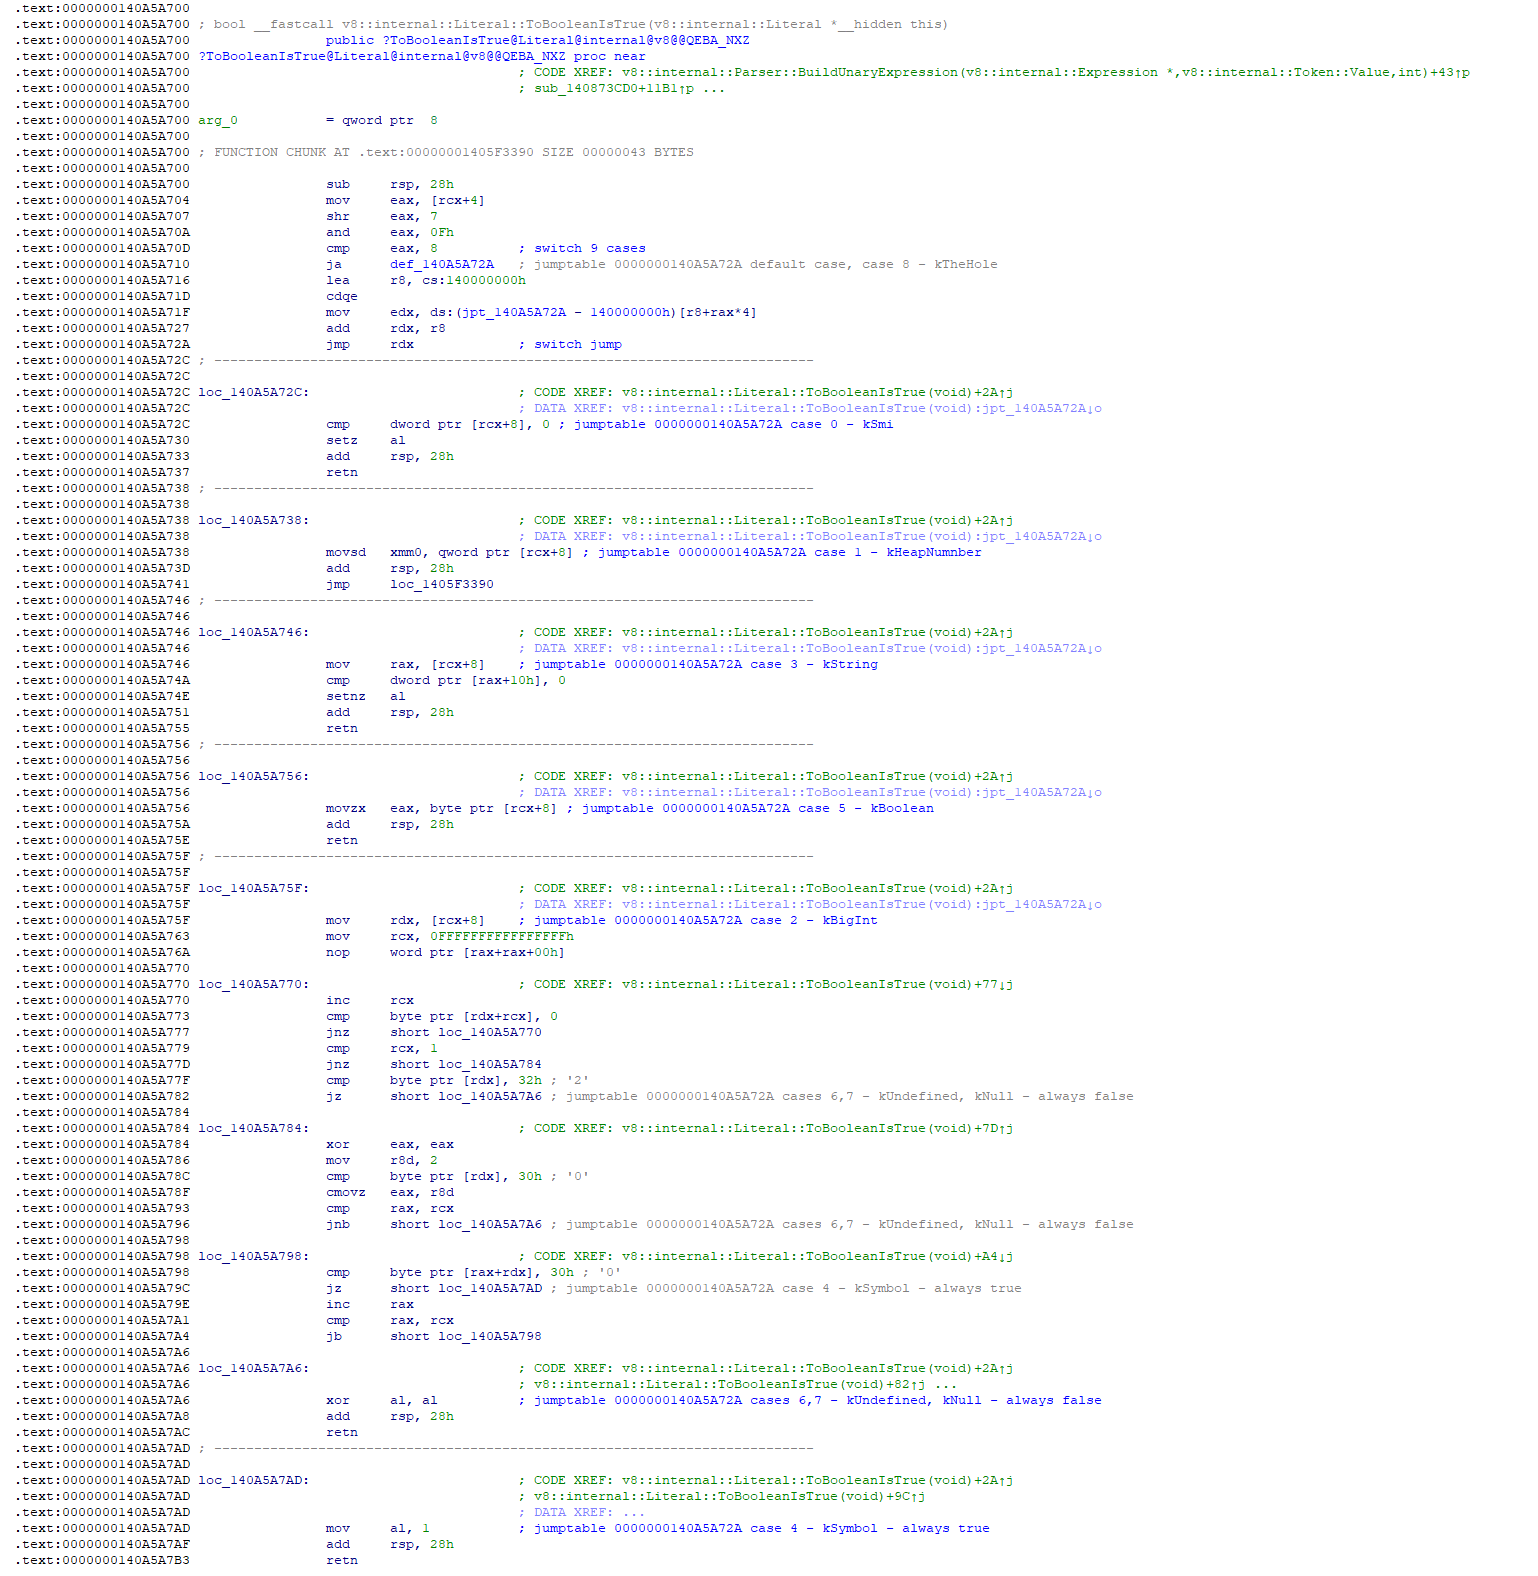 .text:0000000140A5A700
.text:0000000140A5A700 ; bool __fastcall v8::internal::Literal::ToBooleanIsTrue(v8::internal::Literal *__hidden this)
.text:0000000140A5A700                 public ?ToBooleanIsTrue@Literal@internal@v8@@QEBA_NXZ
.text:0000000140A5A700 ?ToBooleanIsTrue@Literal@internal@v8@@QEBA_NXZ proc near
.text:0000000140A5A700                                         ; CODE XREF: v8::internal::Parser::BuildUnaryExpression(v8::internal::Expression *,v8::internal::Token::Value,int)+43↑p
.text:0000000140A5A700                                         ; sub_140873CD0+11B1↑p ...
.text:0000000140A5A700
.text:0000000140A5A700 arg_0           = qword ptr  8
.text:0000000140A5A700
.text:0000000140A5A700 ; FUNCTION CHUNK AT .text:00000001405F3390 SIZE 00000043 BYTES
.text:0000000140A5A700
.text:0000000140A5A700                 sub     rsp, 28h
.text:0000000140A5A704                 mov     eax, [rcx+4]
.text:0000000140A5A707                 shr     eax, 7
.text:0000000140A5A70A                 and     eax, 0Fh
.text:0000000140A5A70D                 cmp     eax, 8          ; switch 9 cases
.text:0000000140A5A710                 ja      def_140A5A72A   ; jumptable 0000000140A5A72A default case, case 8 - kTheHole
.text:0000000140A5A716                 lea     r8, cs:140000000h
.text:0000000140A5A71D                 cdqe
.text:0000000140A5A71F                 mov     edx, ds:(jpt_140A5A72A - 140000000h)[r8+rax*4]
.text:0000000140A5A727                 add     rdx, r8
.text:0000000140A5A72A                 jmp     rdx             ; switch jump
.text:0000000140A5A72C ; ---------------------------------------------------------------------------
.text:0000000140A5A72C
.text:0000000140A5A72C loc_140A5A72C:                          ; CODE XREF: v8::internal::Literal::ToBooleanIsTrue(void)+2A↑j
.text:0000000140A5A72C                                         ; DATA XREF: v8::internal::Literal::ToBooleanIsTrue(void):jpt_140A5A72A↓o
.text:0000000140A5A72C                 cmp     dword ptr [rcx+8], 0 ; jumptable 0000000140A5A72A case 0 - kSmi
.text:0000000140A5A730                 setz    al
.text:0000000140A5A733                 add     rsp, 28h
.text:0000000140A5A737                 retn
.text:0000000140A5A738 ; ---------------------------------------------------------------------------
.text:0000000140A5A738
.text:0000000140A5A738 loc_140A5A738:                          ; CODE XREF: v8::internal::Literal::ToBooleanIsTrue(void)+2A↑j
.text:0000000140A5A738                                         ; DATA XREF: v8::internal::Literal::ToBooleanIsTrue(void):jpt_140A5A72A↓o
.text:0000000140A5A738                 movsd   xmm0, qword ptr [rcx+8] ; jumptable 0000000140A5A72A case 1 - kHeapNumnber
.text:0000000140A5A73D                 add     rsp, 28h
.text:0000000140A5A741                 jmp     loc_1405F3390
.text:0000000140A5A746 ; ---------------------------------------------------------------------------
.text:0000000140A5A746
.text:0000000140A5A746 loc_140A5A746:                          ; CODE XREF: v8::internal::Literal::ToBooleanIsTrue(void)+2A↑j
.text:0000000140A5A746                                         ; DATA XREF: v8::internal::Literal::ToBooleanIsTrue(void):jpt_140A5A72A↓o
.text:0000000140A5A746                 mov     rax, [rcx+8]    ; jumptable 0000000140A5A72A case 3 - kString
.text:0000000140A5A74A                 cmp     dword ptr [rax+10h], 0
.text:0000000140A5A74E                 setnz   al
.text:0000000140A5A751                 add     rsp, 28h
.text:0000000140A5A755                 retn
.text:0000000140A5A756 ; ---------------------------------------------------------------------------
.text:0000000140A5A756
.text:0000000140A5A756 loc_140A5A756:                          ; CODE XREF: v8::internal::Literal::ToBooleanIsTrue(void)+2A↑j
.text:0000000140A5A756                                         ; DATA XREF: v8::internal::Literal::ToBooleanIsTrue(void):jpt_140A5A72A↓o
.text:0000000140A5A756                 movzx   eax, byte ptr [rcx+8] ; jumptable 0000000140A5A72A case 5 - kBoolean
.text:0000000140A5A75A                 add     rsp, 28h
.text:0000000140A5A75E                 retn
.text:0000000140A5A75F ; ---------------------------------------------------------------------------
.text:0000000140A5A75F
.text:0000000140A5A75F loc_140A5A75F:                          ; CODE XREF: v8::internal::Literal::ToBooleanIsTrue(void)+2A↑j
.text:0000000140A5A75F                                         ; DATA XREF: v8::internal::Literal::ToBooleanIsTrue(void):jpt_140A5A72A↓o
.text:0000000140A5A75F                 mov     rdx, [rcx+8]    ; jumptable 0000000140A5A72A case 2 - kBigInt
.text:0000000140A5A763                 mov     rcx, 0FFFFFFFFFFFFFFFFh
.text:0000000140A5A76A                 nop     word ptr [rax+rax+00h]
.text:0000000140A5A770
.text:0000000140A5A770 loc_140A5A770:                          ; CODE XREF: v8::internal::Literal::ToBooleanIsTrue(void)+77↓j
.text:0000000140A5A770                 inc     rcx
.text:0000000140A5A773                 cmp     byte ptr [rdx+rcx], 0
.text:0000000140A5A777                 jnz     short loc_140A5A770
.text:0000000140A5A779                 cmp     rcx, 1
.text:0000000140A5A77D                 jnz     short loc_140A5A784
.text:0000000140A5A77F                 cmp     byte ptr [rdx], 32h ; '2'
.text:0000000140A5A782                 jz      short loc_140A5A7A6 ; jumptable 0000000140A5A72A cases 6,7 - kUndefined, kNull - always false
.text:0000000140A5A784
.text:0000000140A5A784 loc_140A5A784:                          ; CODE XREF: v8::internal::Literal::ToBooleanIsTrue(void)+7D↑j
.text:0000000140A5A784                 xor     eax, eax
.text:0000000140A5A786                 mov     r8d, 2
.text:0000000140A5A78C                 cmp     byte ptr [rdx], 30h ; '0'
.text:0000000140A5A78F                 cmovz   eax, r8d
.text:0000000140A5A793                 cmp     rax, rcx
.text:0000000140A5A796                 jnb     short loc_140A5A7A6 ; jumptable 0000000140A5A72A cases 6,7 - kUndefined, kNull - always false
.text:0000000140A5A798
.text:0000000140A5A798 loc_140A5A798:                          ; CODE XREF: v8::internal::Literal::ToBooleanIsTrue(void)+A4↓j
.text:0000000140A5A798                 cmp     byte ptr [rax+rdx], 30h ; '0'
.text:0000000140A5A79C                 jz      short loc_140A5A7AD ; jumptable 0000000140A5A72A case 4 - kSymbol - always true
.text:0000000140A5A79E                 inc     rax
.text:0000000140A5A7A1                 cmp     rax, rcx
.text:0000000140A5A7A4                 jb      short loc_140A5A798
.text:0000000140A5A7A6
.text:0000000140A5A7A6 loc_140A5A7A6:                          ; CODE XREF: v8::internal::Literal::ToBooleanIsTrue(void)+2A↑j
.text:0000000140A5A7A6                                         ; v8::internal::Literal::ToBooleanIsTrue(void)+82↑j ...
.text:0000000140A5A7A6                 xor     al, al          ; jumptable 0000000140A5A72A cases 6,7 - kUndefined, kNull - always false
.text:0000000140A5A7A8                 add     rsp, 28h
.text:0000000140A5A7AC                 retn
.text:0000000140A5A7AD ; ---------------------------------------------------------------------------
.text:0000000140A5A7AD
.text:0000000140A5A7AD loc_140A5A7AD:                          ; CODE XREF: v8::internal::Literal::ToBooleanIsTrue(void)+2A↑j
.text:0000000140A5A7AD                                         ; v8::internal::Literal::ToBooleanIsTrue(void)+9C↑j
.text:0000000140A5A7AD                                         ; DATA XREF: ...
.text:0000000140A5A7AD                 mov     al, 1           ; jumptable 0000000140A5A72A case 4 - kSymbol - always true
.text:0000000140A5A7AF                 add     rsp, 28h
.text:0000000140A5A7B3                 retn